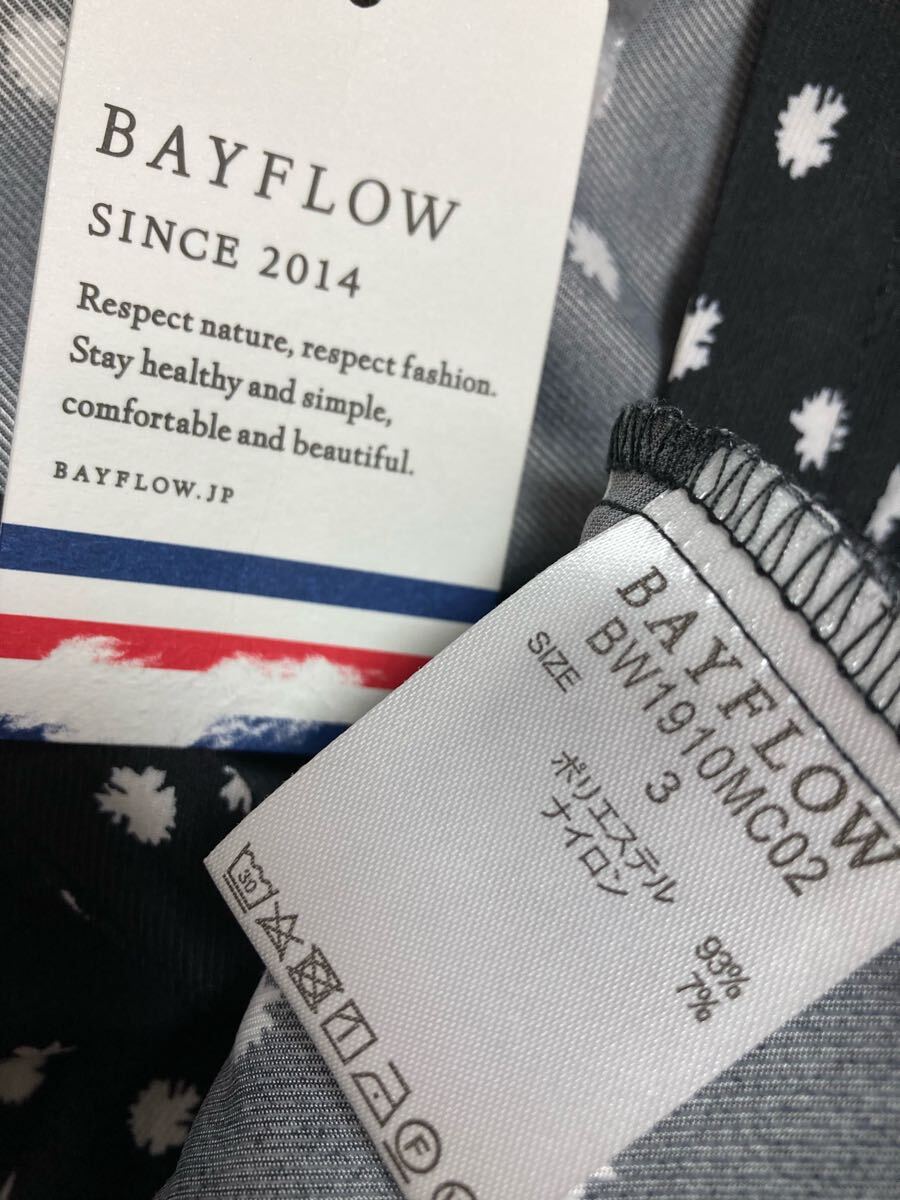 BAYFLOW
SINCE 2014
Respect nature, respect fashion.
Stay healthy and simple,
comfortable and beautiful.
BAYFLOW.JP
BAYFLOW
BW1910MC02
SIZE 3
ポリエステル 93%
ナイロン 7%
30
F